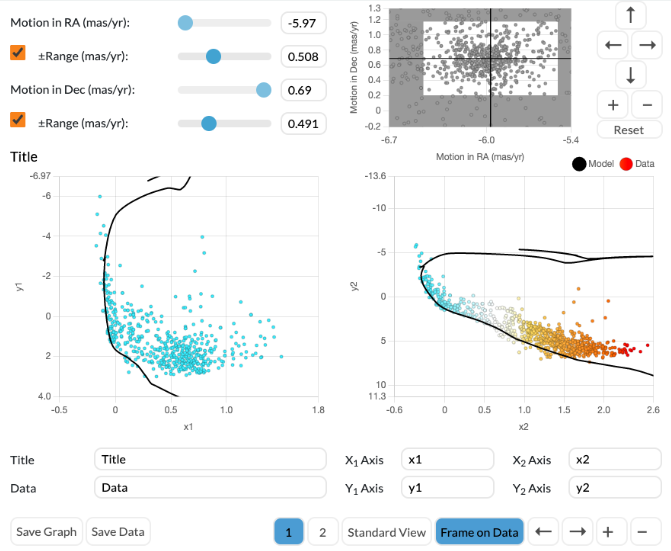 Motion in RA (mas/yr): -5.97
±Range (mas/yr): 0.508
Motion in Dec (mas/yr): 0.69
±Range (mas/yr): 0.491
Motion in Dec (mas/yr)
1.3
1.2
1.0
0.8
0.6
0.4
0.2
0
-0.2
-6.7 -6.0 -5.4
Motion in RA (mas/yr)
↑
← →
↓
+ −
Reset
Title
Model Data
y1
-6.97
-6
-4
-2
0
2
4.0
-0.5 0 0.5 1.0 1.8
x1
y2
-13.6
-10
-5
0
5
10
11.3
-0.6 0 0.5 1.0 1.5 2.0 2.6
x2
Title Title X1 Axis x1 X2 Axis x2
Data Data Y1 Axis y1 Y2 Axis y2
Save Graph Save Data 1 2 Standard View Frame on Data ← → + −